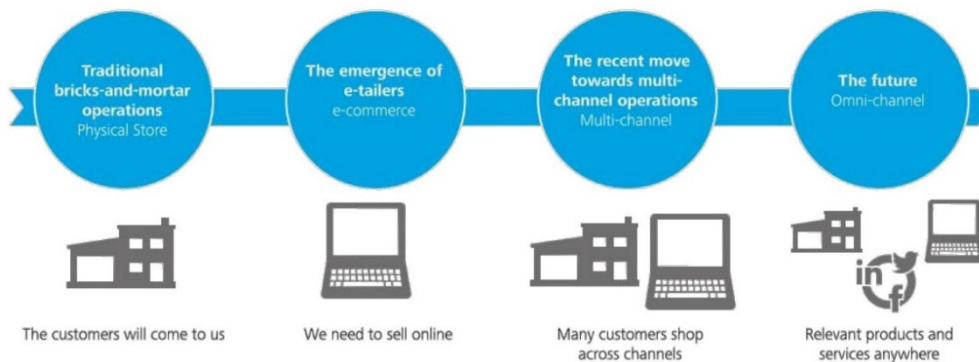 Traditional
bricks-and-mortar
operations
Physical Store
The emergence of
e-tailers
e-commerce
The recent move
towards multi-
channel operations
Multi-channel
The future
Omni-channel
in
f
The customers will come to us
We need to sell online
Many customers shop
across channels
Relevant products and
services anywhere